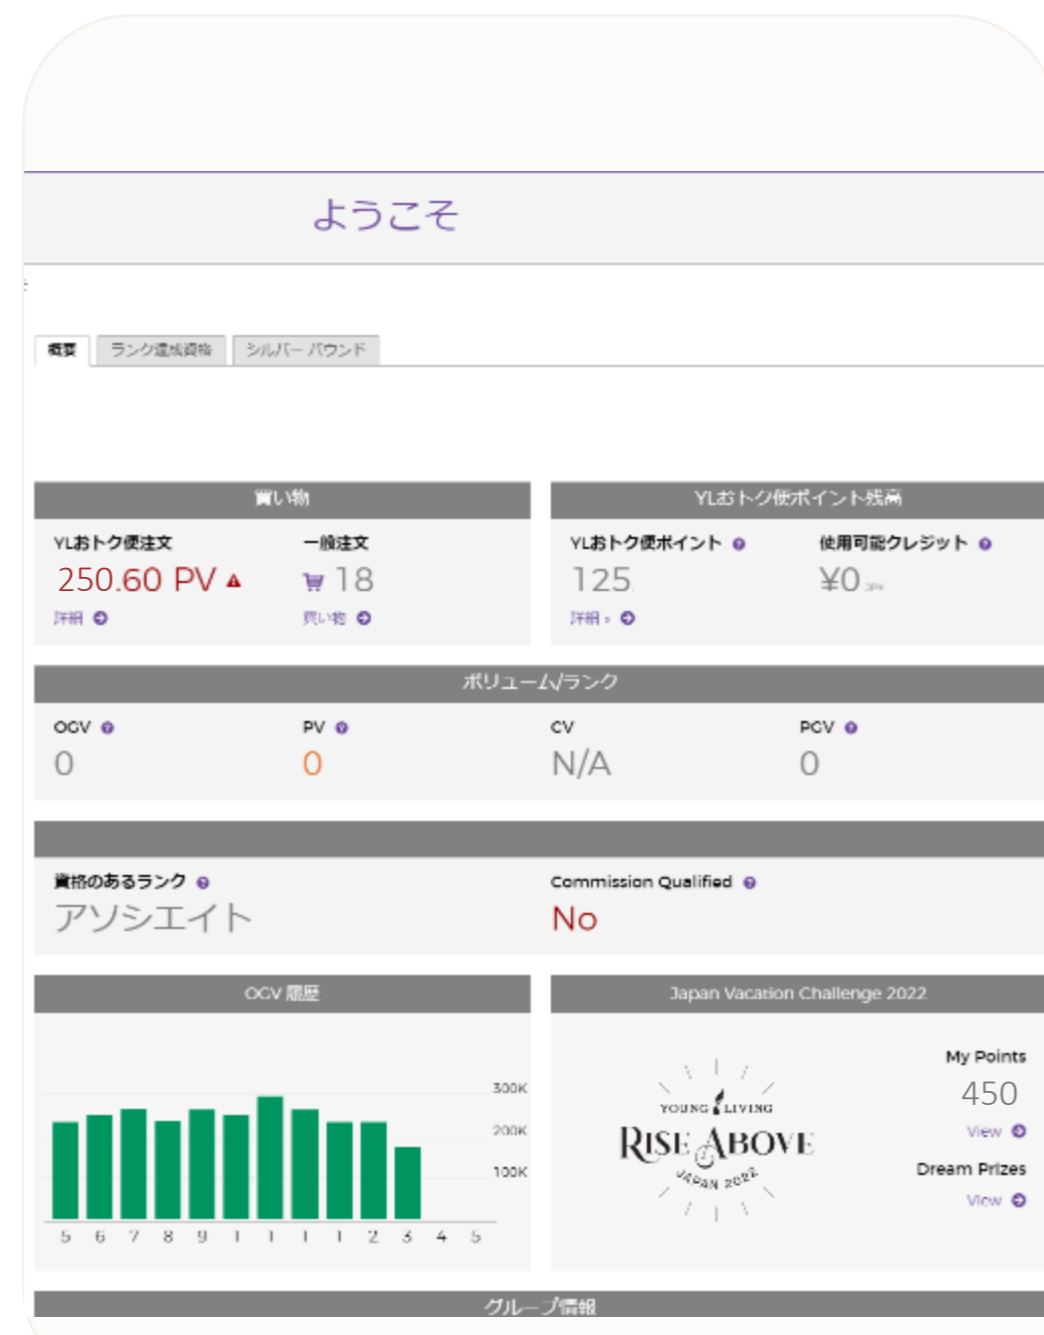 ようこそ
概要 ランク達成資格 シルバー バウンド
買い物
YLおトク便注文 一般注文
250.60 PV 18
詳細 買い物
YLおトク便ポイント残高
YLおトク便ポイント 使用可能クレジット
125 ¥0 JPY
詳細 »
ボリューム/ランク
OGV PV CV PGV
0 0 N/A 0
資格のあるランク Commission Qualified
アソシエイト No
OGV 履歴
300K
200K
100K
5 6 7 8 9 1 1 1 1 2 3 4 5
Japan Vacation Challenge 2022
YOUNG LIVING
RISE ABOVE
JAPAN 2022
My Points
450
View
Dream Prizes
View
グループ情報